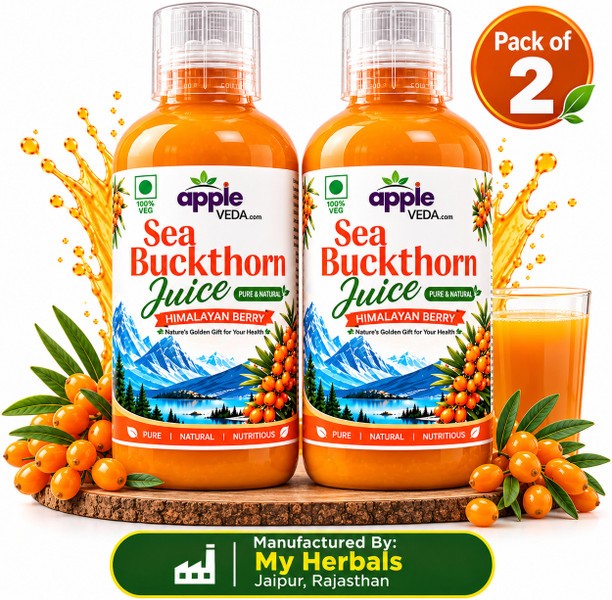 Pack of
2
100%
VEG
apple
VEDA.com
Sea
Buckthorn
Juice
PURE & NATURAL
HIMALAYAN BERRY
Nature's Golden Gift for Your Health
PURE | NATURAL | NUTRITIOUS
100%
VEG
apple
VEDA.com
Sea
Buckthorn
Juice
PURE & NATURAL
HIMALAYAN BERRY
Nature's Golden Gift for Your Health
PURE | NATURAL | NUTRITIOUS
Manufactured By:
My Herbals
Jaipur, Rajasthan